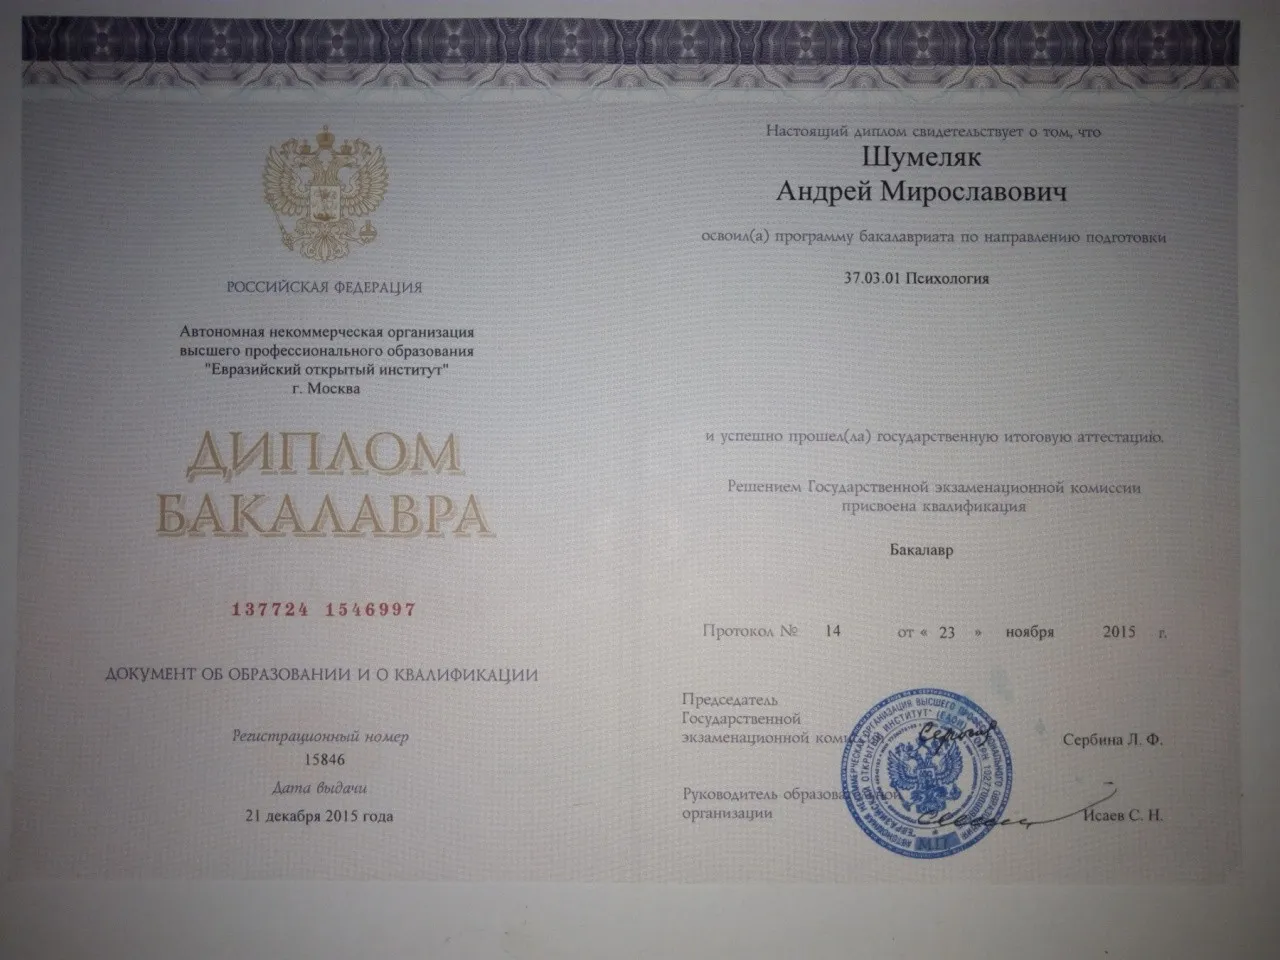 РОССИЙСКАЯ ФЕДЕРАЦИЯ
Автономная некоммерческая организация
высшего профессионального образования
"Евразийский открытый институт"
г. Москва
ДИПЛОМ
БАКАЛАВРА
137724 1546997
ДОКУМЕНТ ОБ ОБРАЗОВАНИИ И О КВАЛИФИКАЦИИ
Регистрационный номер
15846
Дата выдачи
21 декабря 2015 года
Настоящий диплом свидетельствует о том, что
Шумеляк
Андрей Мирославович
освоил(а) программу бакалавриата по направлению подготовки
37.03.01 Психология
и успешно прошел(ла) государственную итоговую аттестацию.
Решением Государственной экзаменационной комиссии
присвоена квалификация
Бакалавр
Протокол № 14 от « 23 » ноября 2015 г.
Председатель
Государственной
экзаменационной
Сербина Л. Ф.
Руководитель образовательной
организации
Исаев С. Н.